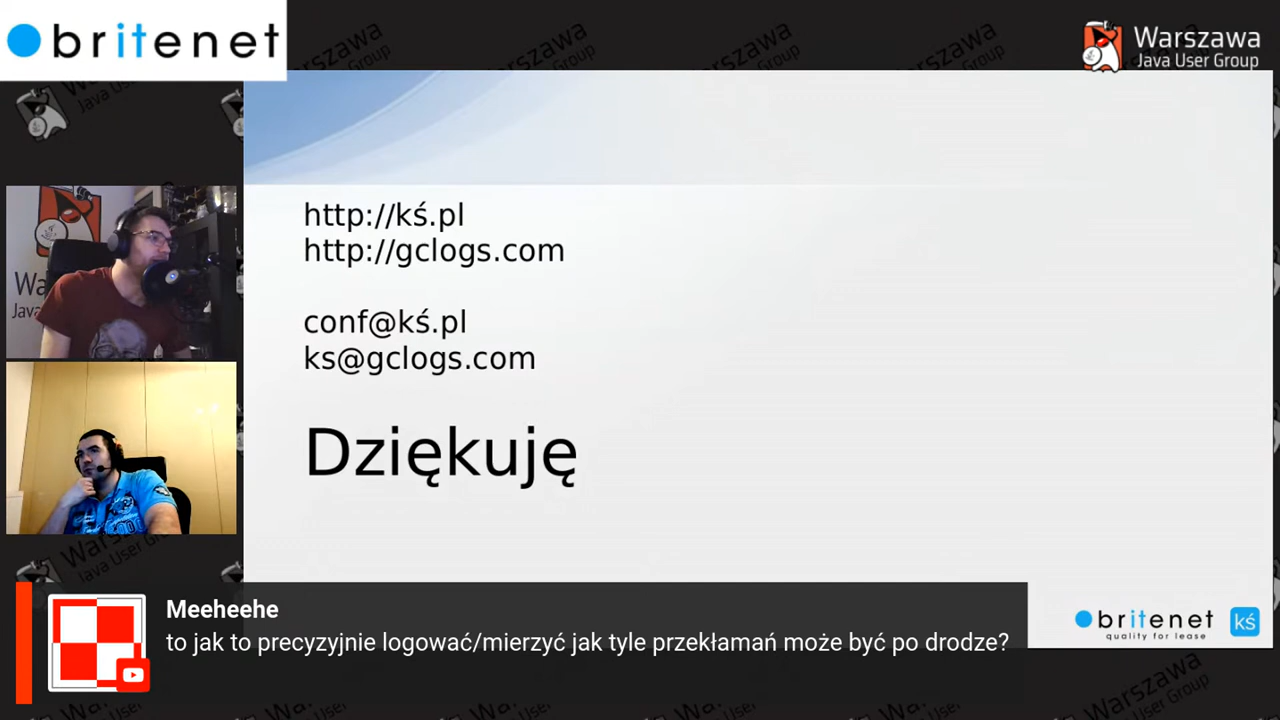 britenet
Warszawa
Java User Group
http://kś.pl
http://gclogs.com
conf@kś.pl
ks@gclogs.com
Dziękuję
Meeheehe
to jak to precyzyjnie logować/mierzyć jak tyle przekłamań może być po drodze?
britenet
quality for lease
kś